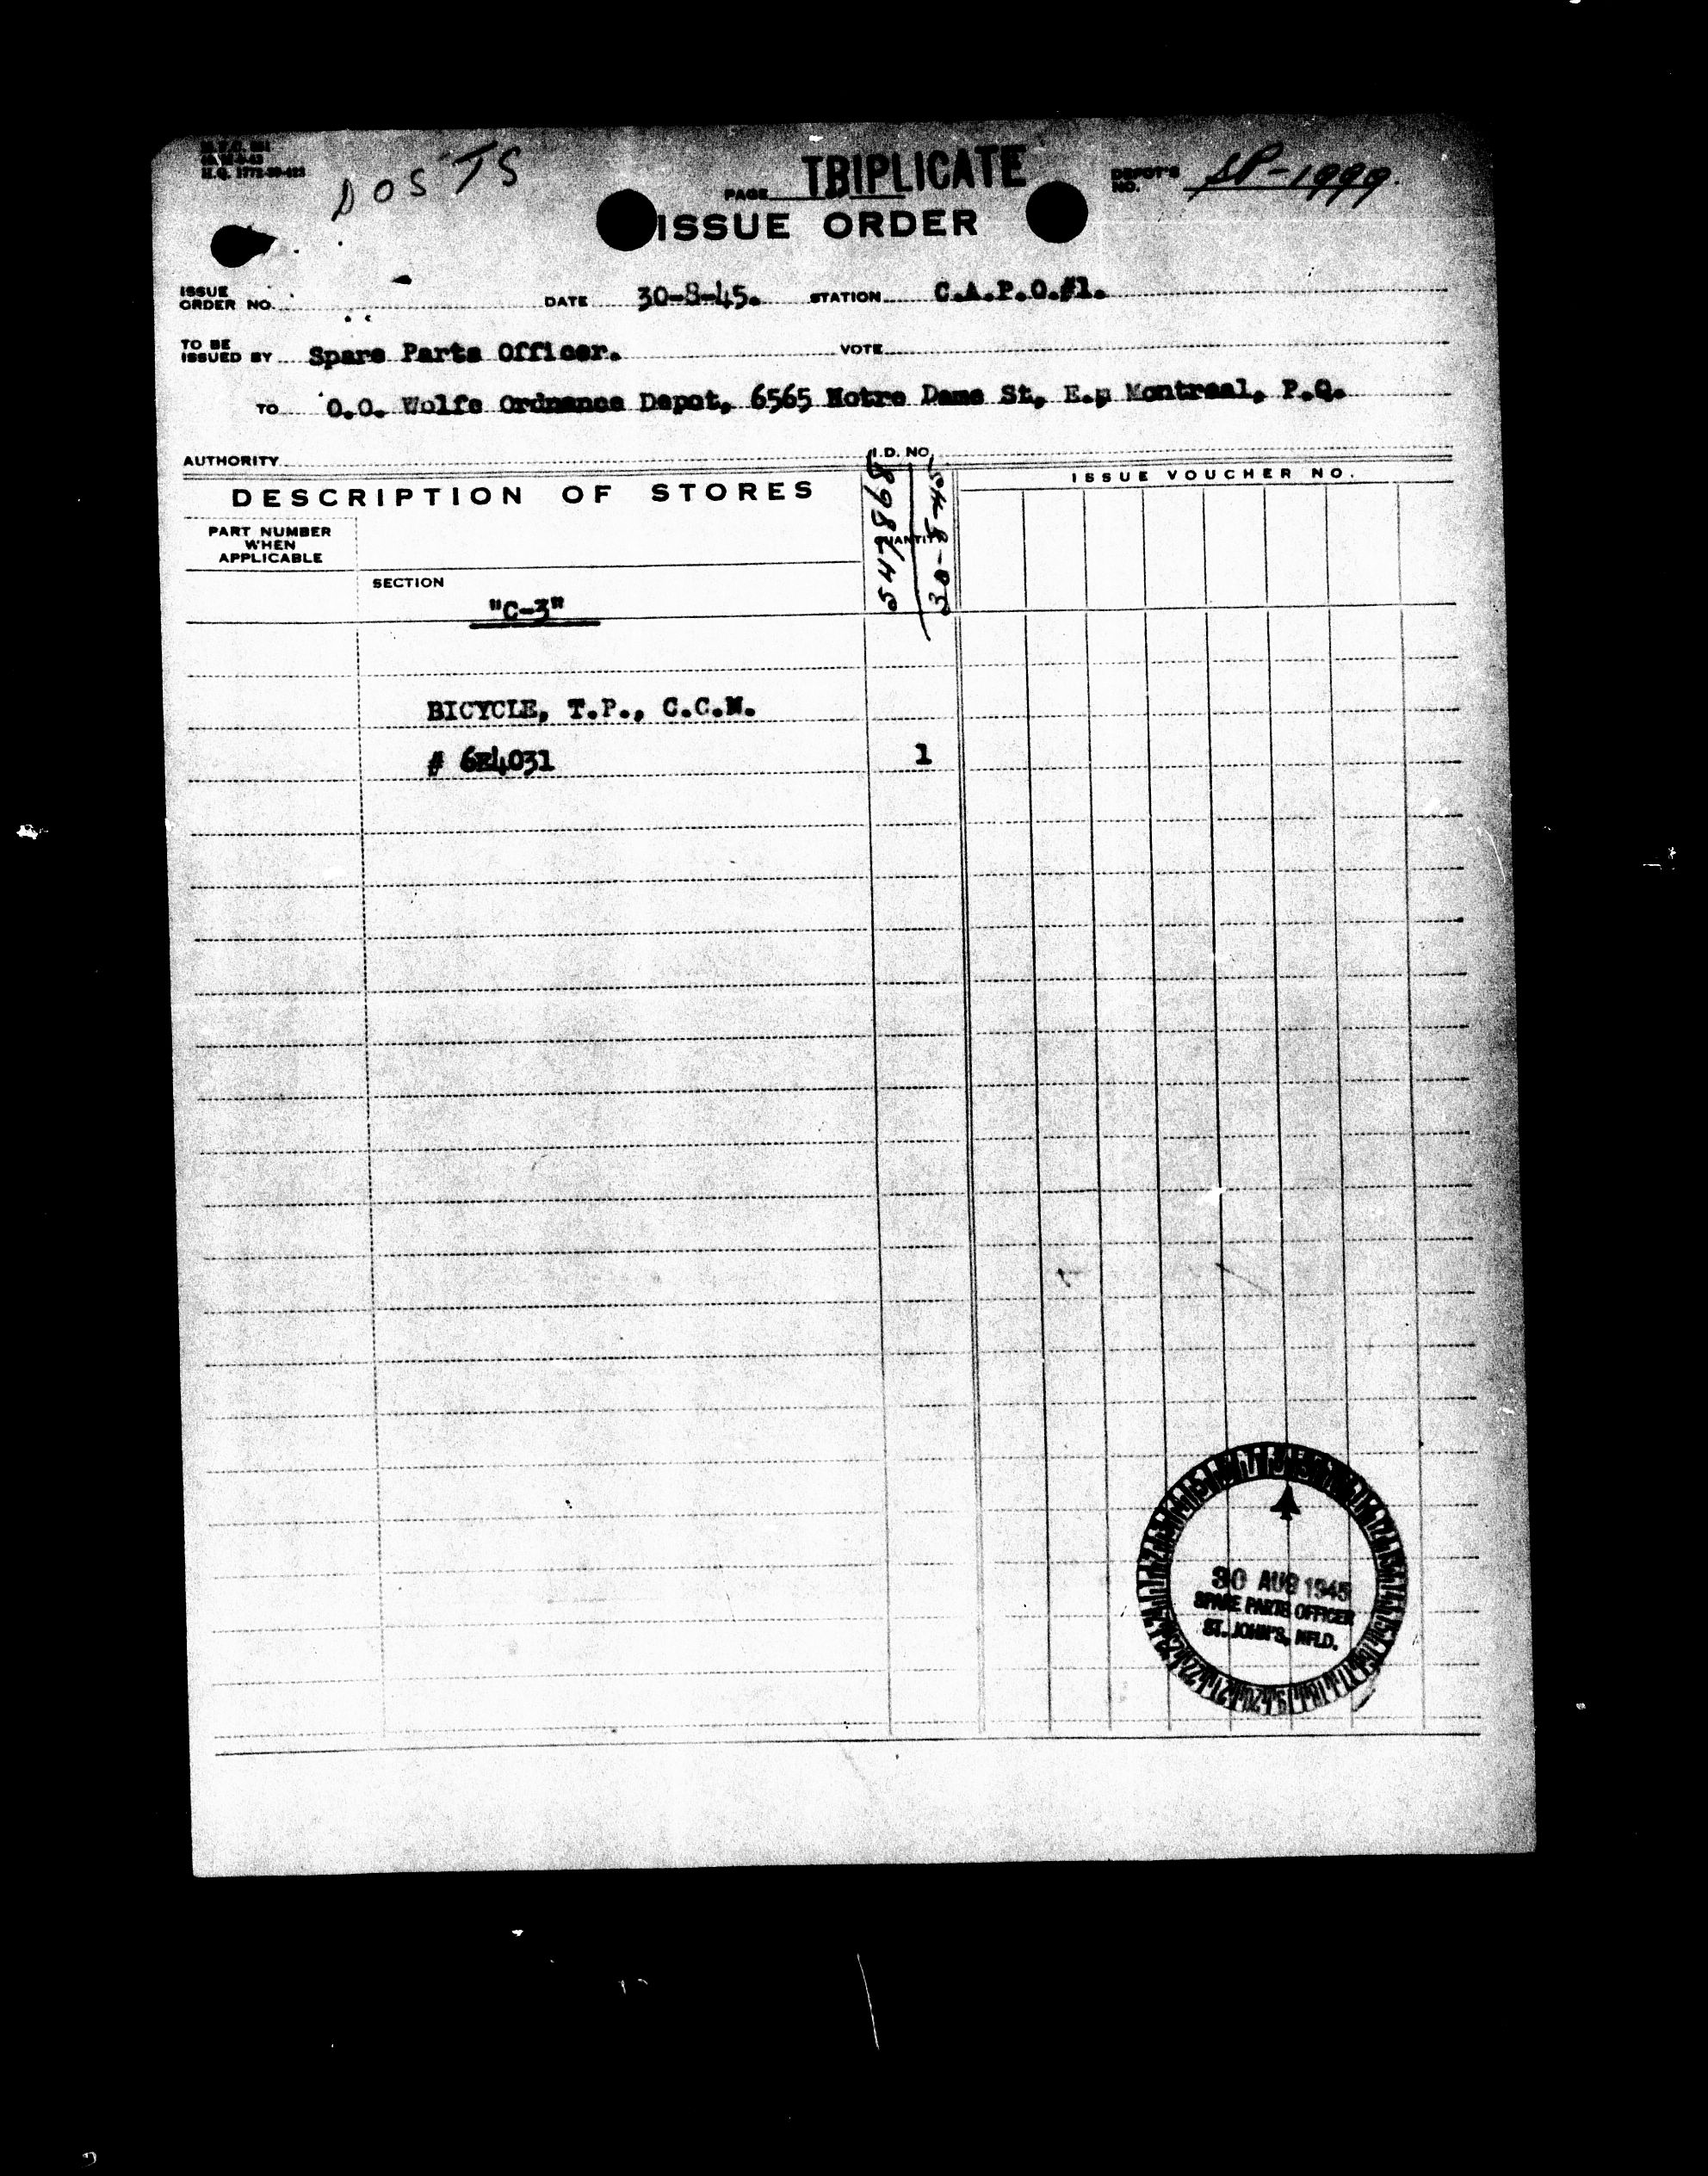 H.Q. 1772-39-422
DOS TS
PAGE TRIPLICATE
DEPOT'S NO. SP-1999.
ISSUE ORDER
ISSUE ORDER NO. DATE 30-8-45. STATION C.A.P.O.#1.
TO BE ISSUED BY Spare Parts Officer. VOTE
TO O.O. Wolfe Ordnance Depot, 6565 Notre Dame St, E., Montreal, P.Q.
AUTHORITY I.D. NO.
DESCRIPTION OF STORES
547868
30-8-45
QUANTITY
ISSUE VOUCHER NO.
PART NUMBER
WHEN
APPLICABLE
SECTION
"C-3"
BICYCLE, T.P., C.C.M.
# 6E4031 1
30 AUG 1945
SPARE PARTS OFFICER
ST. JOHN'S, NFLD.